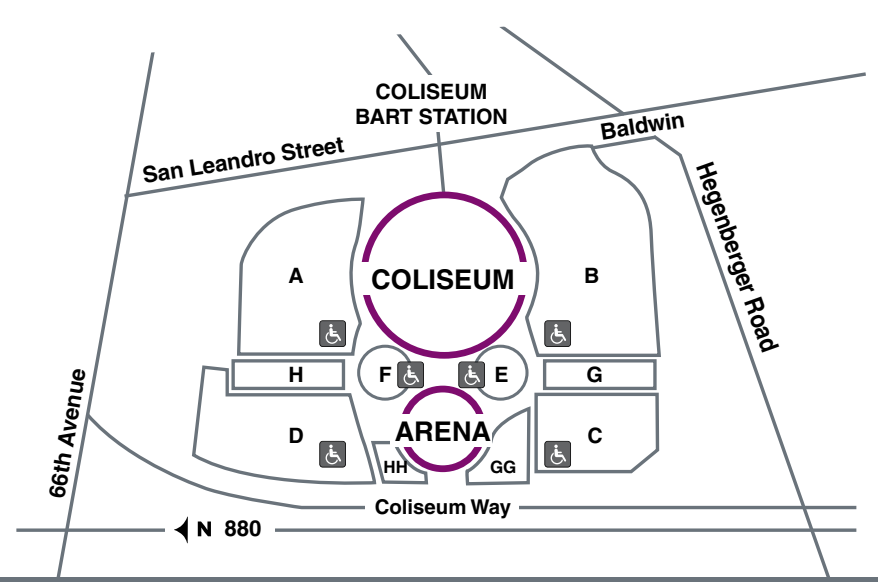 COLISEUM
BART STATION
Baldwin
San Leandro Street
Hegenberger Road
A
COLISEUM
B
H
F
E
G
66th Avenue
D
ARENA
C
HH
GG
Coliseum Way
N 880